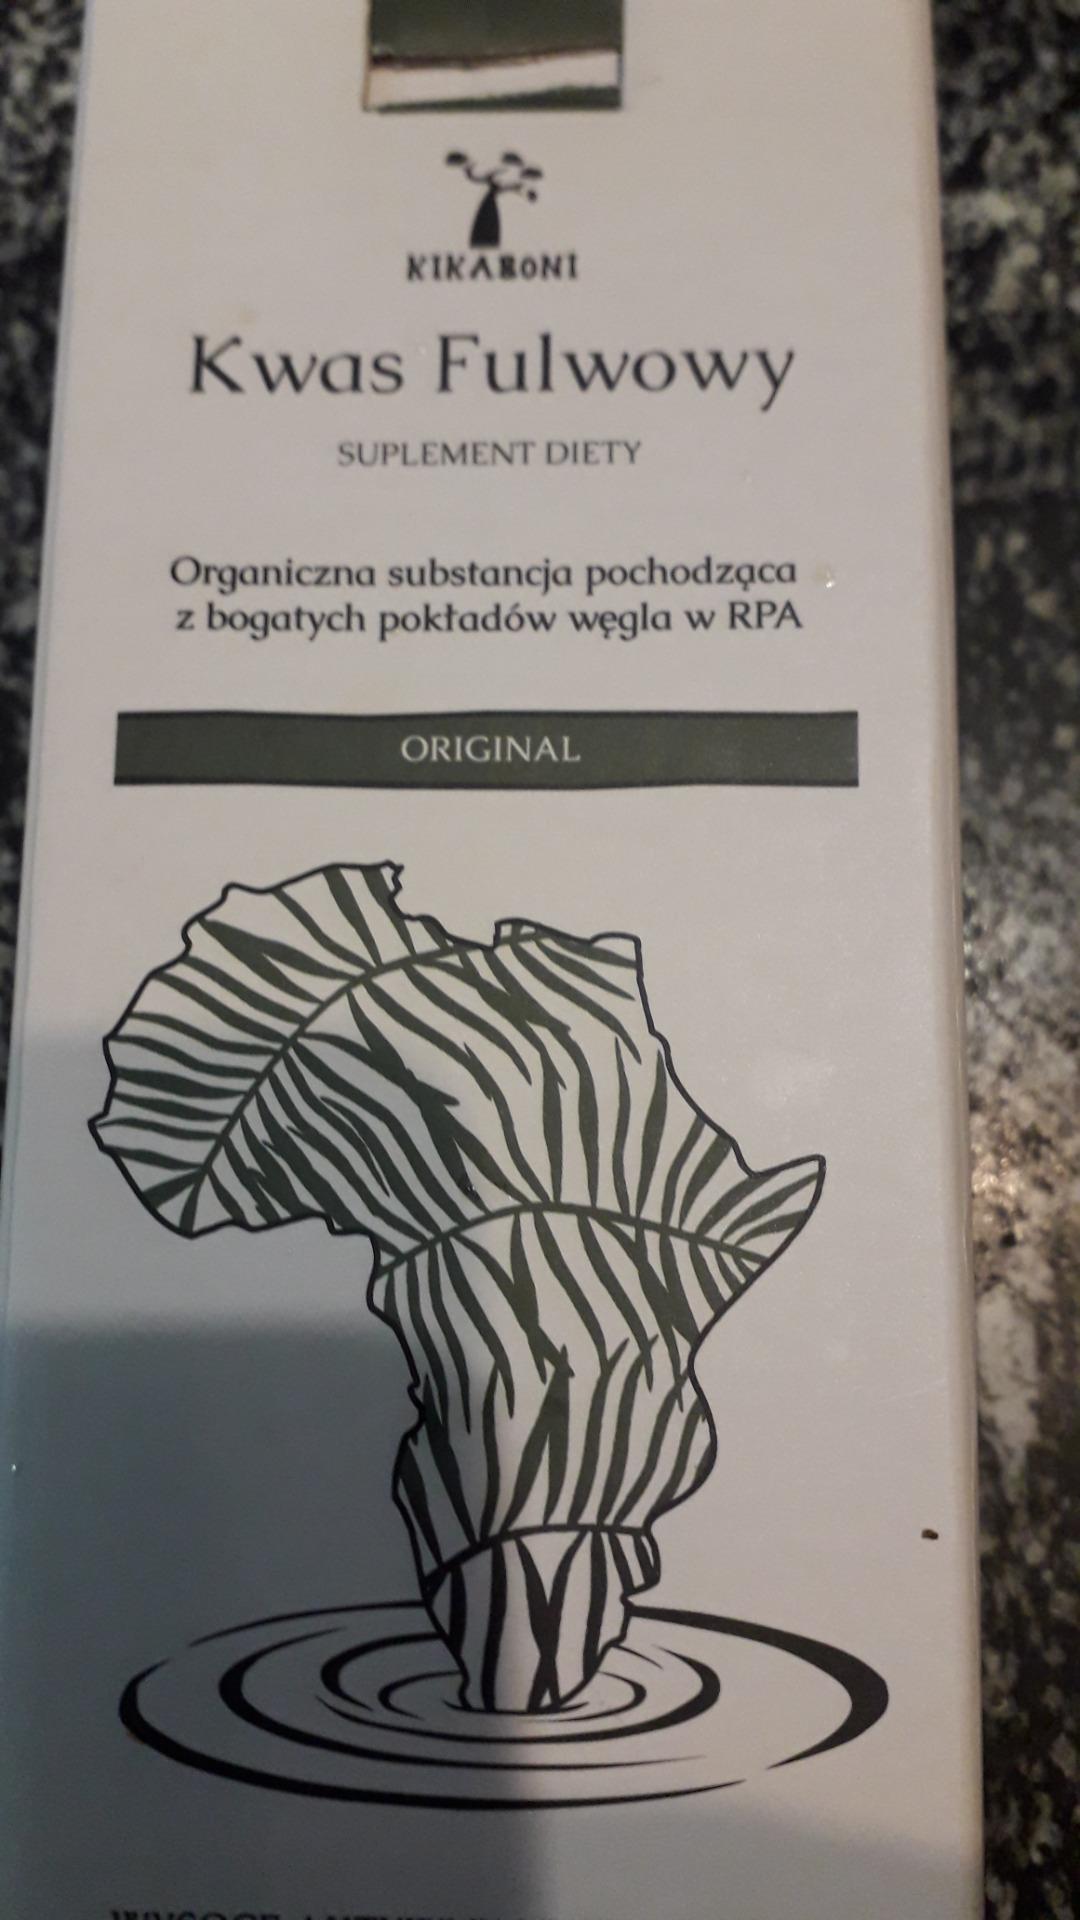 KIKABONI
Kwas Fulwowy
SUPLEMENT DIETY
Organiczna substancja pochodząca
z bogatych pokładów węgla w RPA
ORIGINAL